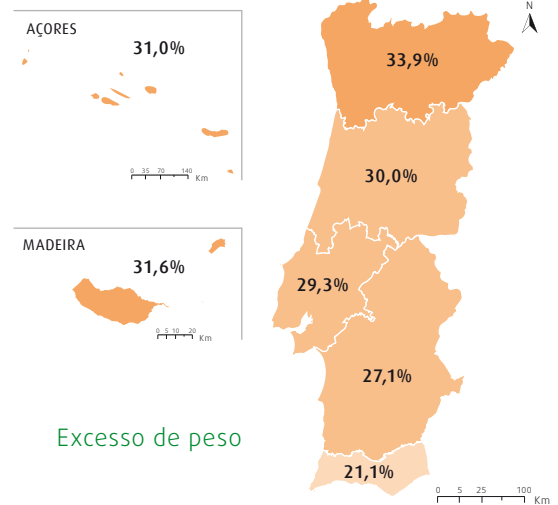 N
AÇORES
31,0%
33,9%
0 35 70 140
Km
30,0%
MADEIRA
31,6%
29,3%
0 5 10 20
Km
27,1%
Excesso de peso
21,1%
0 5 25 100
Km